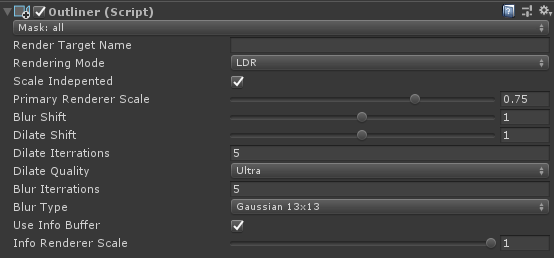 Outliner (Script)
Mask: all
Render Target Name
Rendering Mode LDR
Scale Indepented
Primary Renderer Scale 0.75
Blur Shift 1
Dilate Shift 1
Dilate Iterrations 5
Dilate Quality Ultra
Blur Iterrations 5
Blur Type Gaussian 13x13
Use Info Buffer
Info Renderer Scale 1